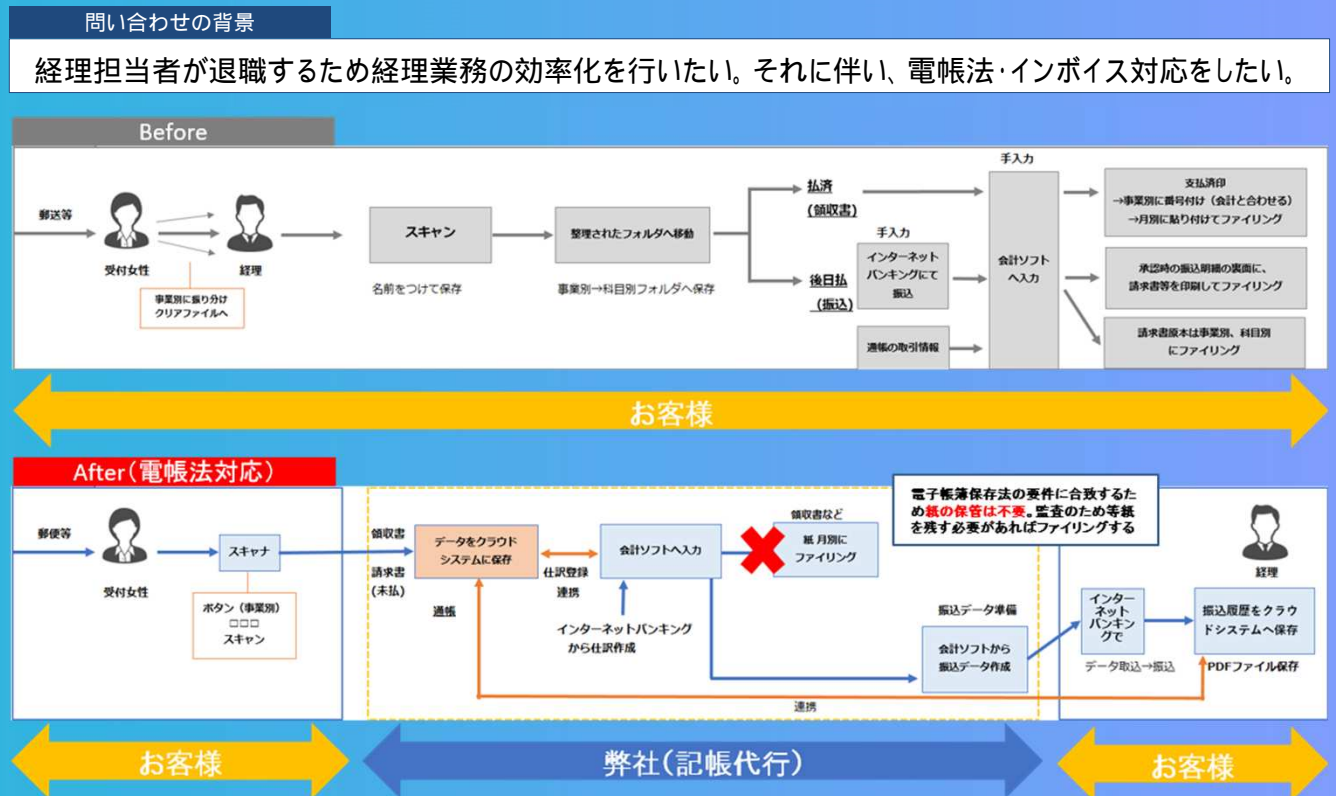 問い合わせの背景
経理担当者が退職するため経理業務の効率化を行いたい。それに伴い、電帳法・インボイス対応をしたい。
Before
郵送等
受付女性
経理
事業別に振り分け
クリアファイルへ
スキャン
名前をつけて保存
整理されたフォルダへ移動
事業別→科目別フォルダへ保存
払済
(領収書)
後日払
(振込)
手入力
インターネット
バンキングにて
振込
通帳の取引情報
手入力
会計ソフト
へ入力
支払済印
→事業別に番号付け（会計と合わせる）
→月別に貼り付けてファイリング
承認時の振込明細の裏面に、
請求書等を印刷してファイリング
請求書原本は事業別、科目別
にファイリング
お客様
After（電帳法対応）
郵便等
受付女性
スキャナ
ボタン（事業別）
□□□
スキャン
領収書
請求書
(未払)
通帳
データをクラウド
システムに保存
仕訳登録
連携
会計ソフトへ入力
インターネットバンキング
から仕訳作成
領収書など
紙 月別に
ファイリング
電子帳簿保存法の要件に合致するた
め紙の保管は不要。監査のため等紙
を残す必要があればファイリングする
振込データ準備
会計ソフトから
振込データ作成
連携
インター
ネット
バンキン
グで
データ取込→振込
経理
振込履歴をクラウ
ドシステムへ保存
PDFファイル保存
お客様
弊社（記帳代行）
お客様